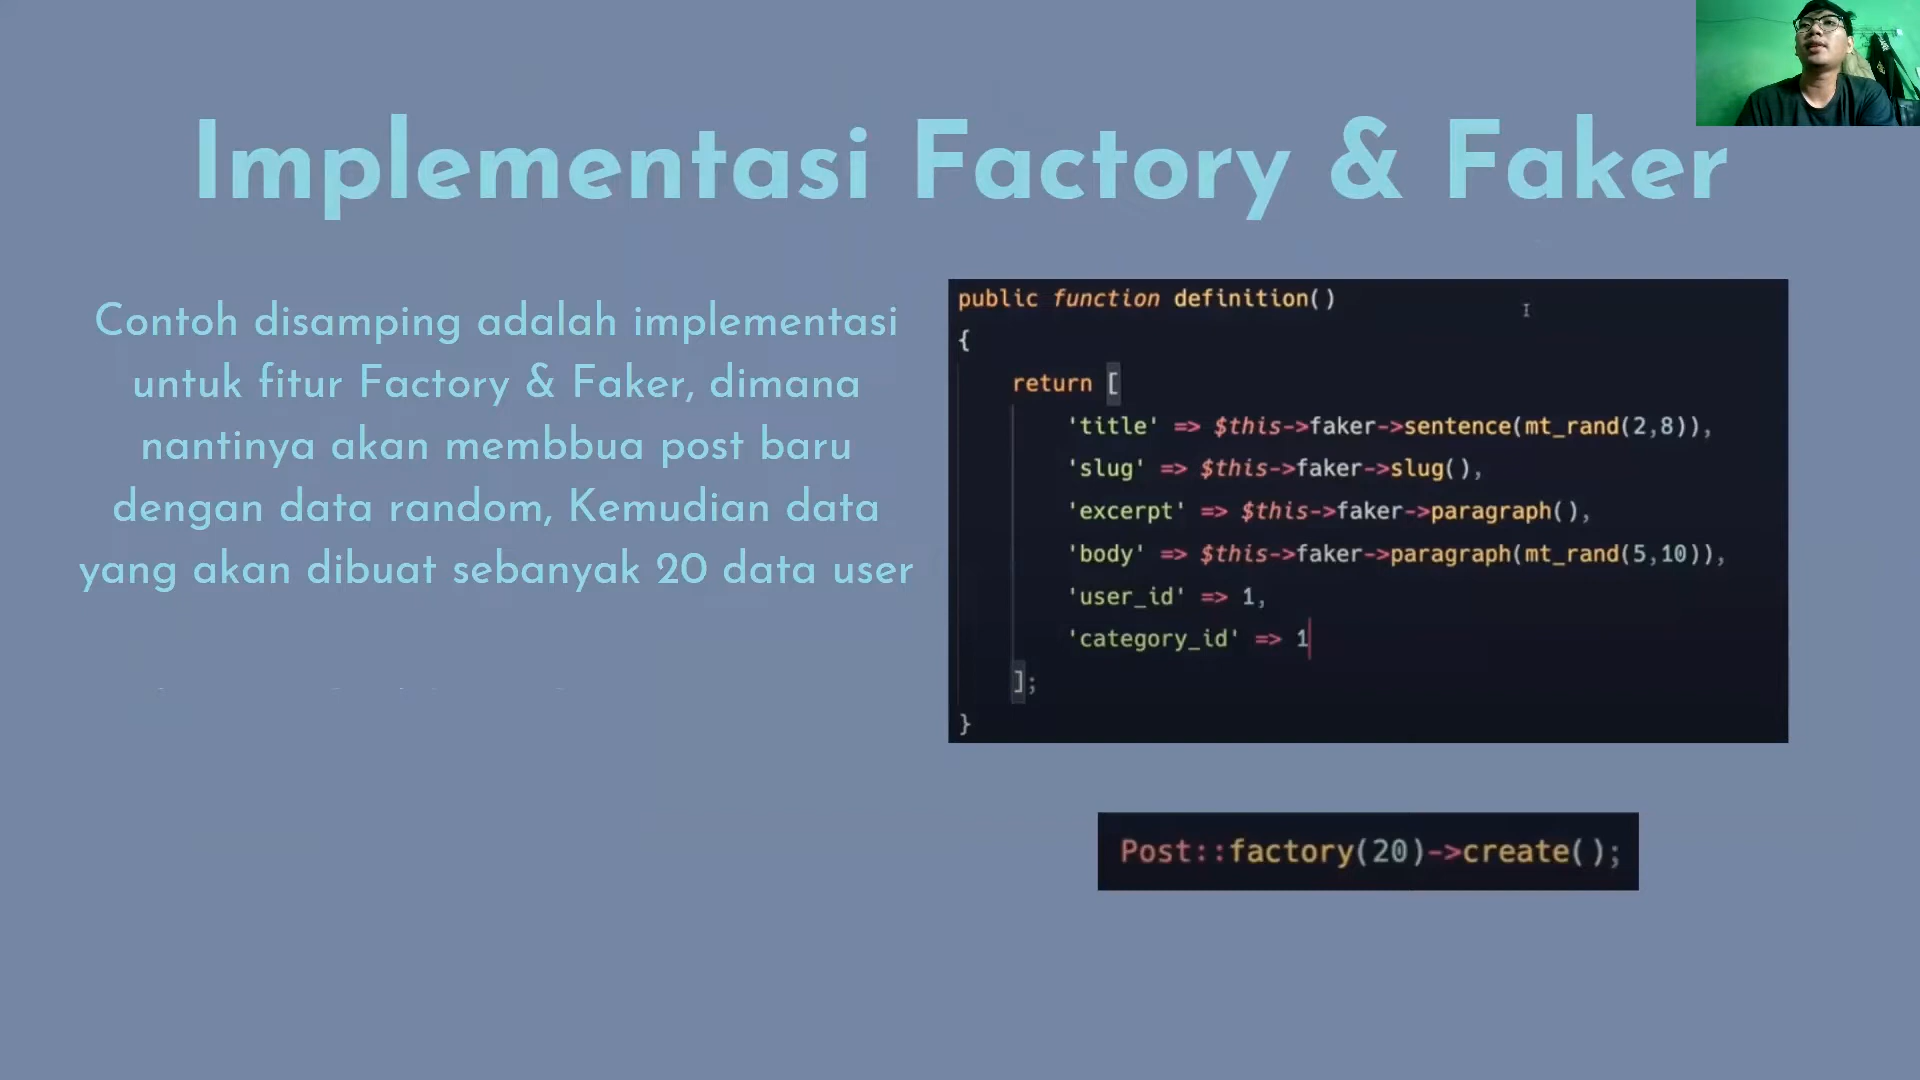 Implementasi Factory & Faker
Contoh disamping adalah implementasi
untuk fitur Factory & Faker, dimana
nantinya akan membbua post baru
dengan data random, Kemudian data
yang akan dibuat sebanyak 20 data user
public function definition()
{
return [
'title' => $this->faker->sentence(mt_rand(2,8)),
'slug' => $this->faker->slug(),
'excerpt' => $this->faker->paragraph(),
'body' => $this->faker->paragraph(mt_rand(5,10)),
'user_id' => 1,
'category_id' => 1
];
}
Post::factory(20)->create();